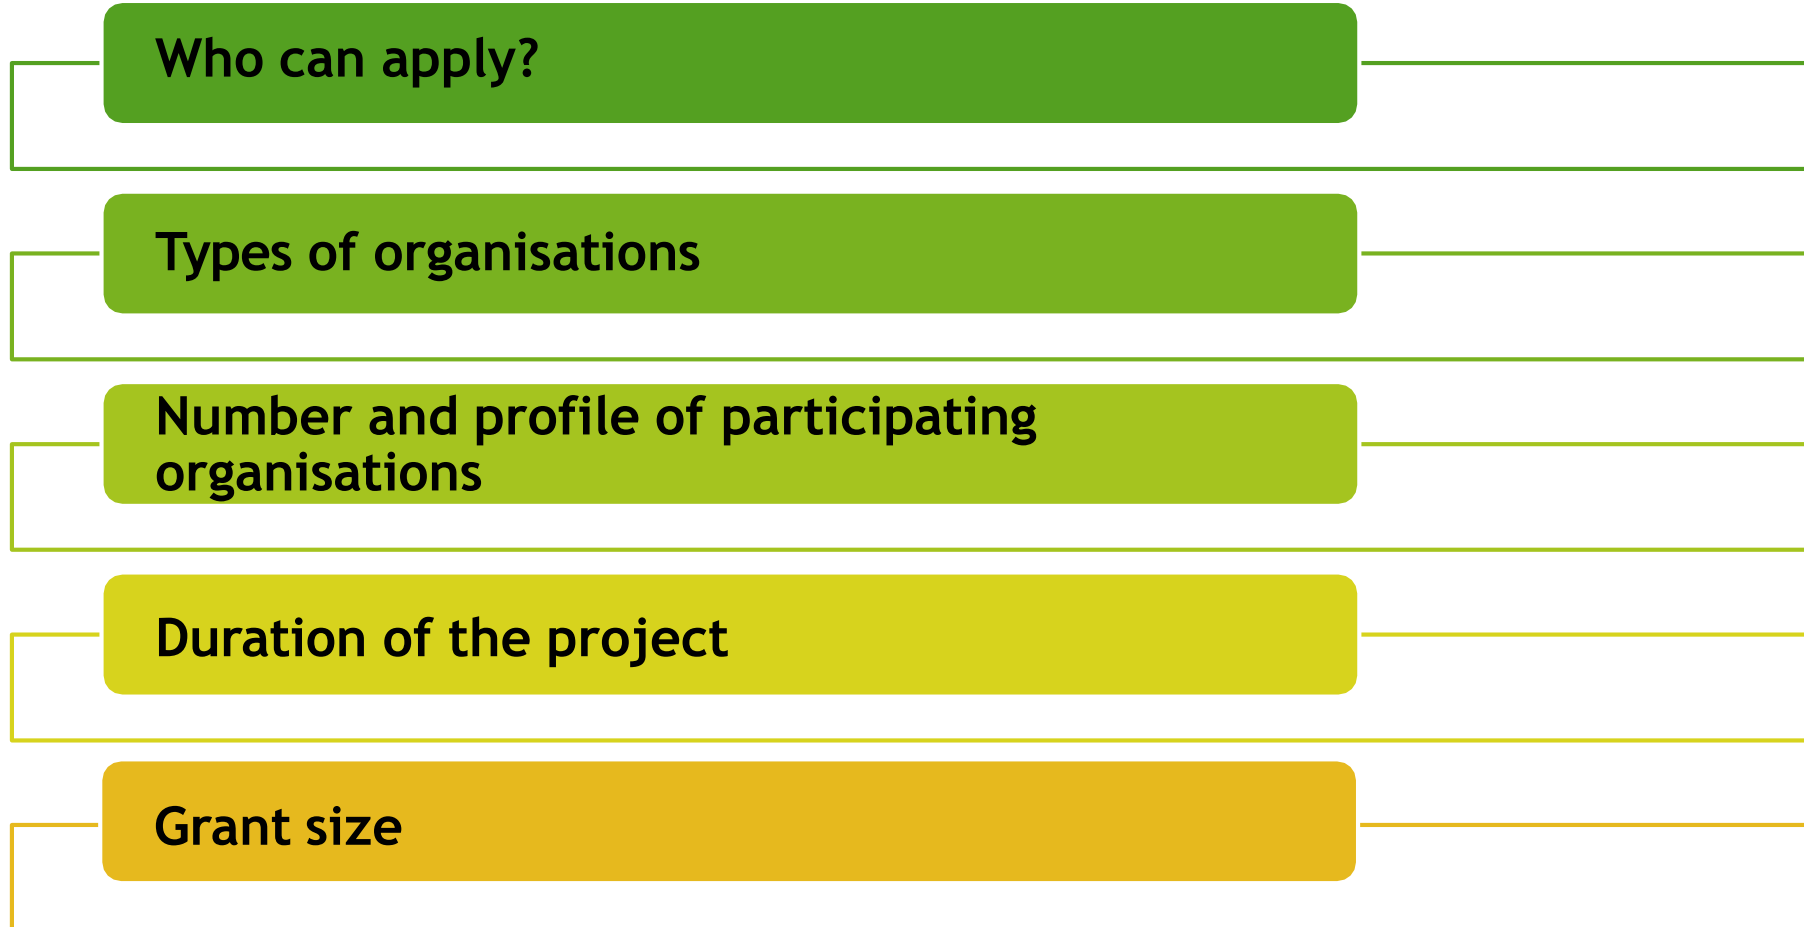 Who can apply?
Types of organisations
Number and profile of participating
organisations
Duration of the project
Grant size